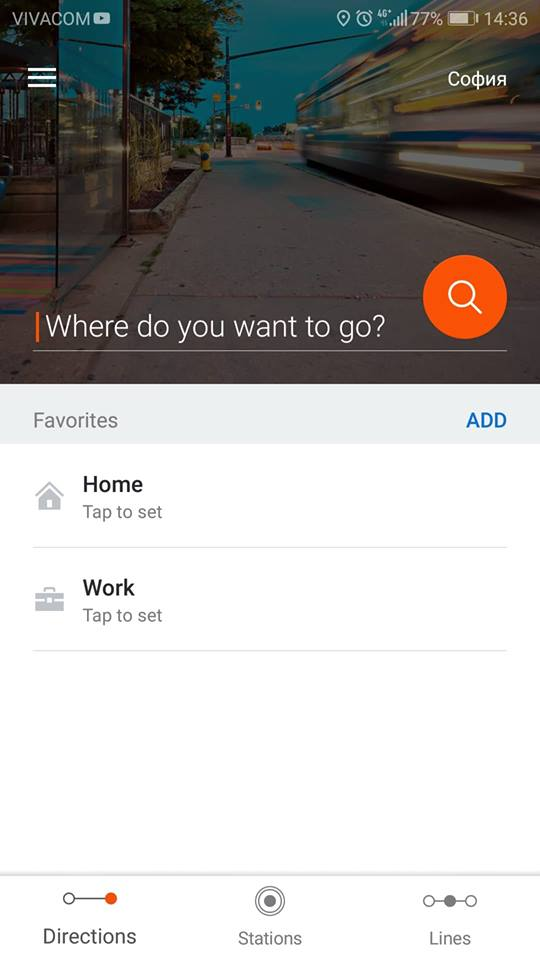 VIVACOM 4G+ 77% 14:36
София
Where do you want to go?
Favorites ADD
Home
Tap to set
Work
Tap to set
Directions Stations Lines